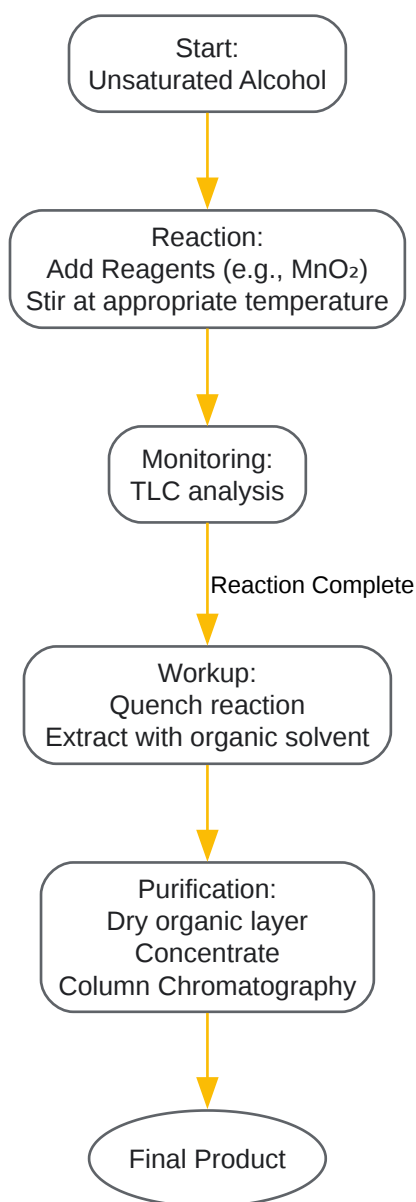 Start:
Unsaturated Alcohol
Reaction:
Add Reagents (e.g., MnO₂)
Stir at appropriate temperature
Monitoring:
TLC analysis
Reaction Complete
Workup:
Quench reaction
Extract with organic solvent
Purification:
Dry organic layer
Concentrate
Column Chromatography
Final Product